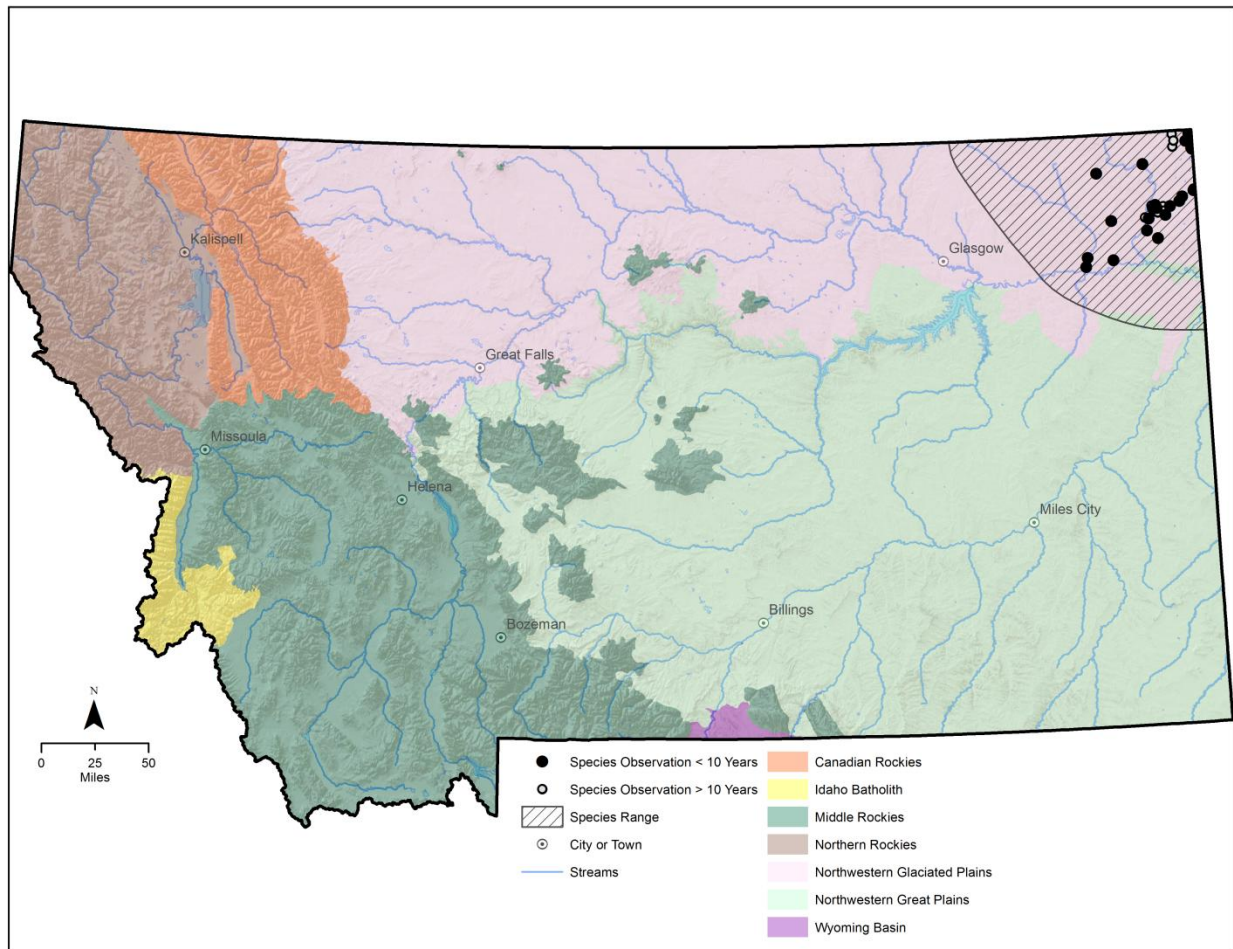 Kalispell
Glasgow
Great Falls
Missoula
Helena
Miles City
Billings
Bozeman
N
0 25 50
Miles
Species Observation < 10 Years
Species Observation > 10 Years
Species Range
City or Town
Streams
Canadian Rockies
Idaho Batholith
Middle Rockies
Northern Rockies
Northwestern Glaciated Plains
Northwestern Great Plains
Wyoming Basin